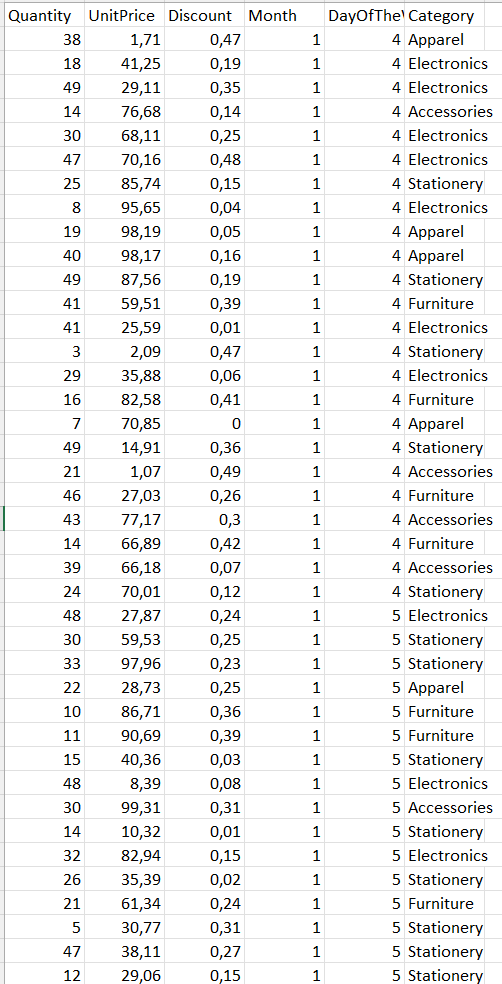 Quantity UnitPrice Discount Month DayOfTheW Category
38 1,71 0,47 1 4 Apparel
18 41,25 0,19 1 4 Electronics
49 29,11 0,35 1 4 Electronics
14 76,68 0,14 1 4 Accessories
30 68,11 0,25 1 4 Electronics
47 70,16 0,48 1 4 Electronics
25 85,74 0,15 1 4 Stationery
8 95,65 0,04 1 4 Electronics
19 98,19 0,05 1 4 Apparel
40 98,17 0,16 1 4 Apparel
49 87,56 0,19 1 4 Stationery
41 59,51 0,39 1 4 Furniture
41 25,59 0,01 1 4 Electronics
3 2,09 0,47 1 4 Stationery
29 35,88 0,06 1 4 Electronics
16 82,58 0,41 1 4 Furniture
7 70,85 0 1 4 Apparel
49 14,91 0,36 1 4 Stationery
21 1,07 0,49 1 4 Accessories
46 27,03 0,26 1 4 Furniture
43 77,17 0,3 1 4 Accessories
14 66,89 0,42 1 4 Furniture
39 66,18 0,07 1 4 Accessories
24 70,01 0,12 1 4 Stationery
48 27,87 0,24 1 5 Electronics
30 59,53 0,25 1 5 Stationery
33 97,96 0,23 1 5 Stationery
22 28,73 0,25 1 5 Apparel
10 86,71 0,36 1 5 Furniture
11 90,69 0,39 1 5 Furniture
15 40,36 0,03 1 5 Stationery
48 8,39 0,08 1 5 Electronics
30 99,31 0,31 1 5 Accessories
14 10,32 0,01 1 5 Stationery
32 82,94 0,15 1 5 Electronics
26 35,39 0,02 1 5 Stationery
21 61,34 0,24 1 5 Furniture
5 30,77 0,31 1 5 Stationery
47 38,11 0,27 1 5 Stationery
12 29,06 0,15 1 5 Stationery